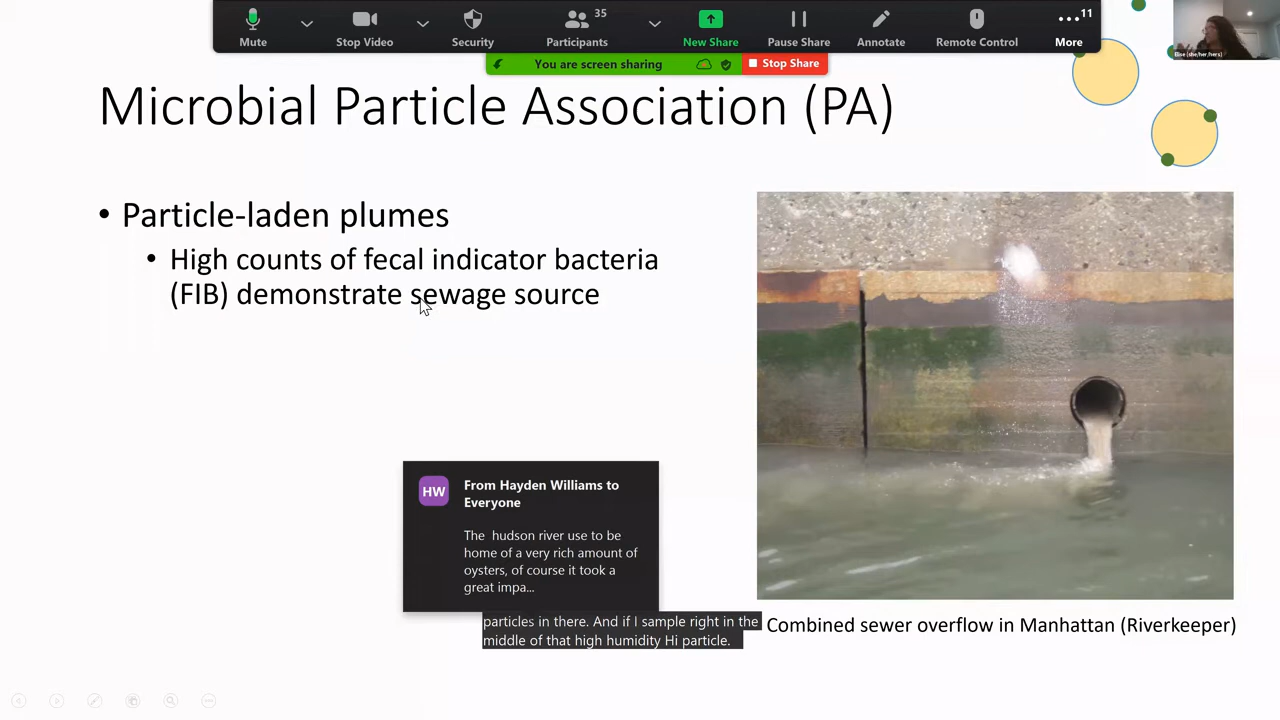 35
11
Mute
Stop Video
Security
Participants
New Share
Pause Share
Annotate
Remote Control
More
You are screen sharing
Stop Share
Elise (she/her/hers)
Microbial Particle Association (PA)
• Particle-laden plumes
• High counts of fecal indicator bacteria
(FIB) demonstrate sewage source
HW
From Hayden Williams to
Everyone
The hudson river use to be
home of a very rich amount of
oysters, of course it took a
great impa...
particles in there. And if I sample right in the
middle of that high humidity Hi particle.
Combined sewer overflow in Manhattan (Riverkeeper)